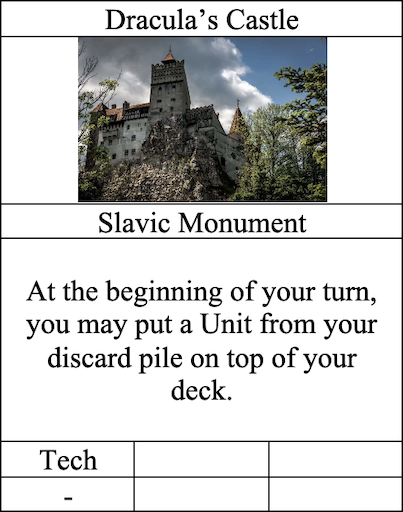 Dracula’s Castle
Slavic Monument
At the beginning of your turn,
you may put a Unit from your
discard pile on top of your
deck.
Tech
-